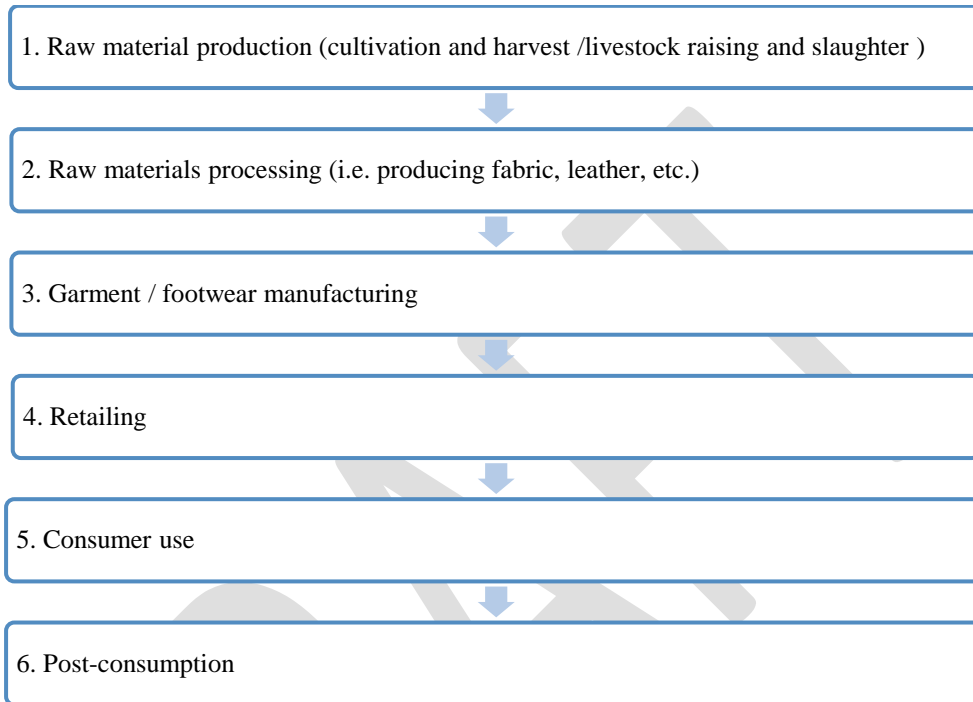 1. Raw material production (cultivation and harvest /livestock raising and slaughter )
2. Raw materials processing (i.e. producing fabric, leather, etc.)
3. Garment / footwear manufacturing
4. Retailing
5. Consumer use
6. Post-consumption